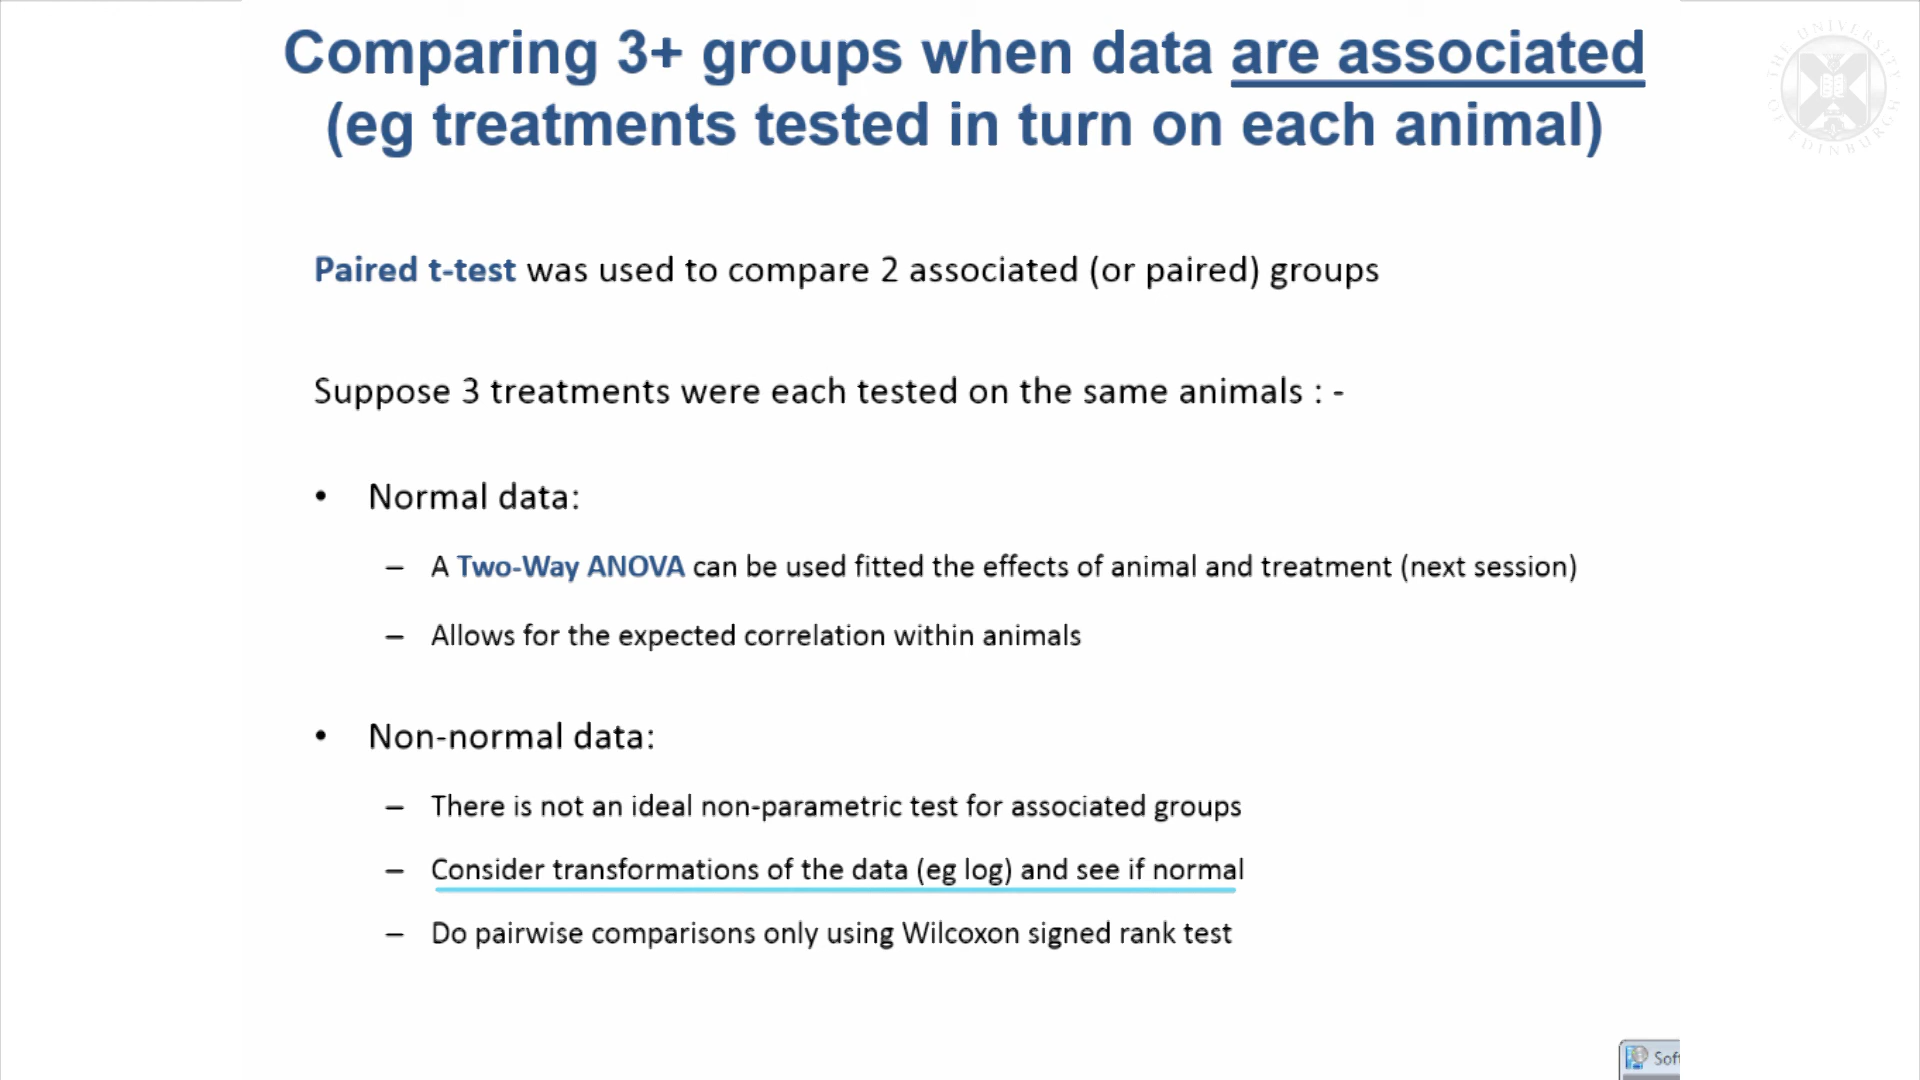 Comparing 3+ groups when data are associated
(eg treatments tested in turn on each animal)
THE UNIVERSITY OF EDINBURGH
Paired t-test was used to compare 2 associated (or paired) groups
Suppose 3 treatments were each tested on the same animals : -
• Normal data:
– A Two-Way ANOVA can be used fitted the effects of animal and treatment (next session)
– Allows for the expected correlation within animals
• Non-normal data:
– There is not an ideal non-parametric test for associated groups
– Consider transformations of the data (eg log) and see if normal
– Do pairwise comparisons only using Wilcoxon signed rank test